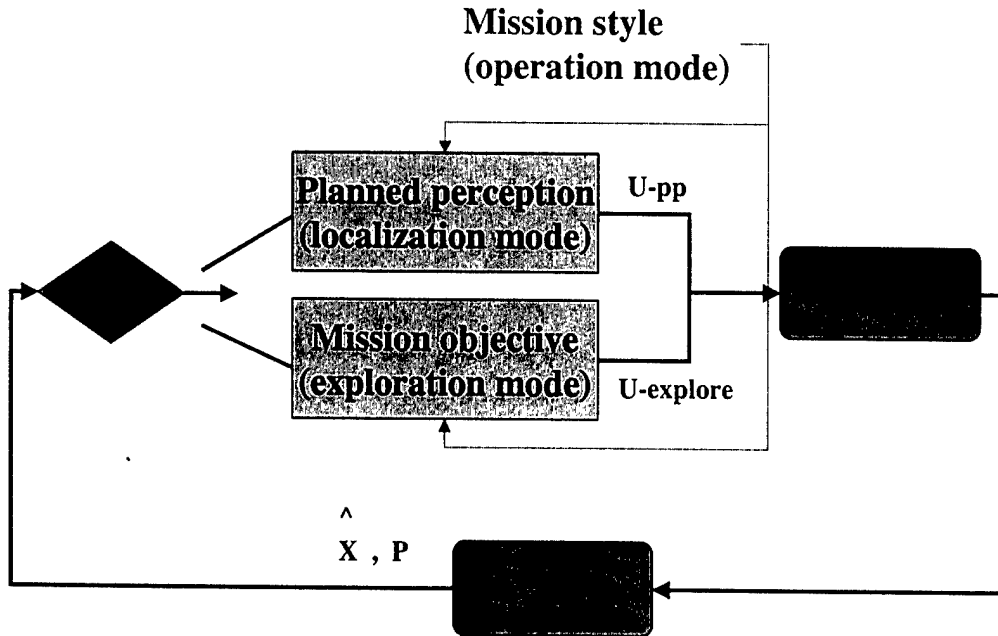 Mission style
(operation mode)
Planned perception
(localization mode)
U-pp
Mission objective
(exploration mode)
U-explore
^
X , P